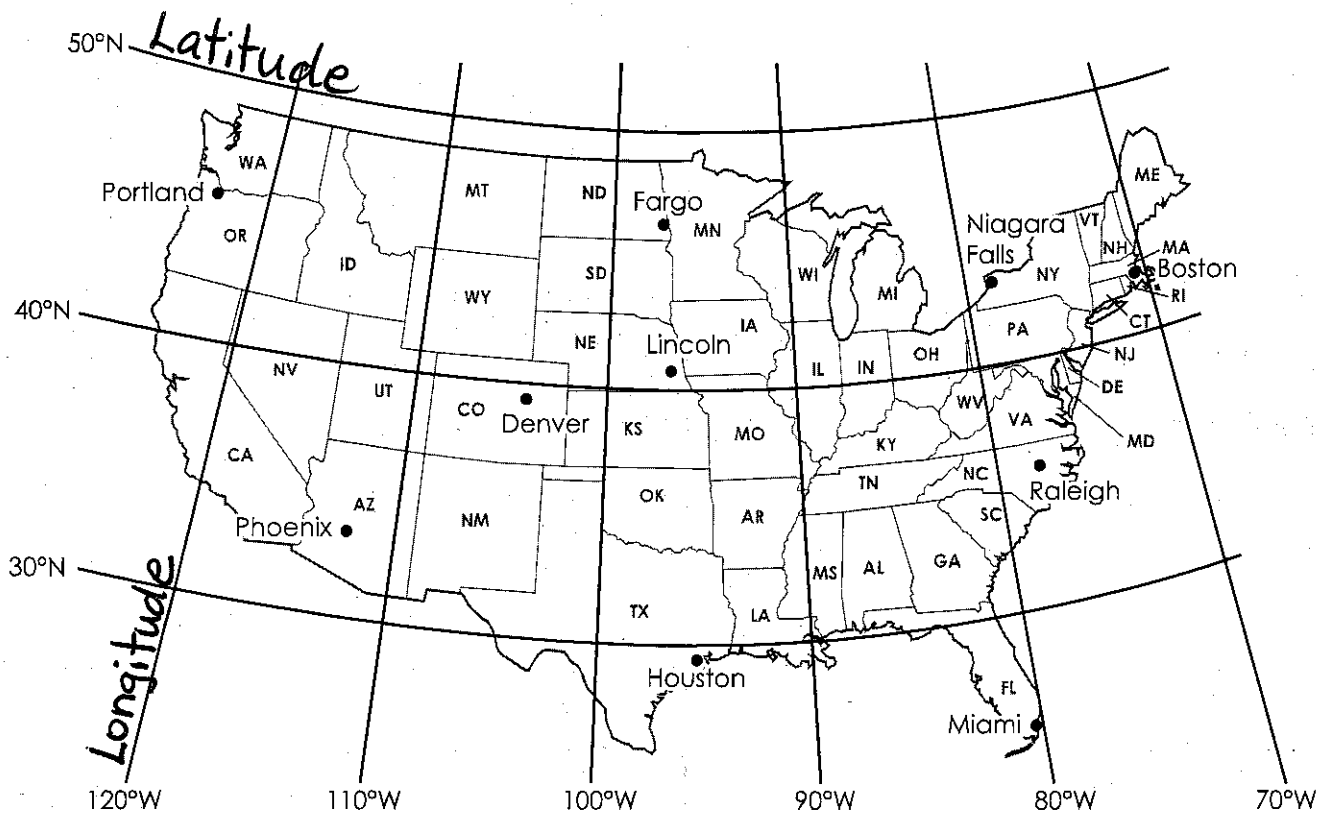 50°N
Latitude
WA
Portland
OR
ID
MT
ND
Fargo
MN
SD
WY
NE
IA
Lincoln
WI
MI
Niagara
Falls
NY
VT
NH
ME
MA
Boston
RI
CT
PA
NJ
DE
MD
OH
IN
IL
WV
VA
KY
40°N
NV
UT
CO
Denver
KS
MO
CA
AZ
Phoenix
NM
OK
AR
TN
NC
Raleigh
SC
GA
AL
MS
LA
TX
30°N
Longitude
Houston
FL
Miami
120°W
110°W
100°W
90°W
80°W
70°W